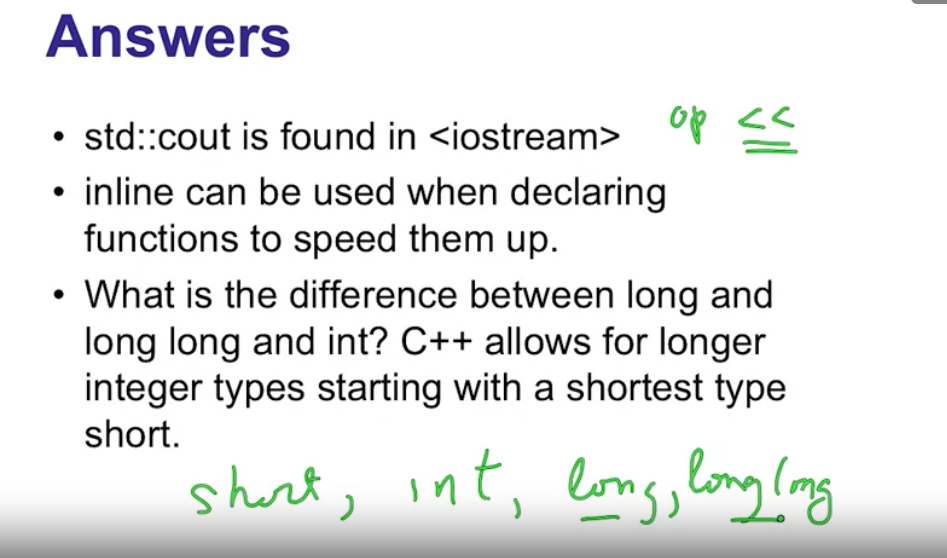 Answers
• std::cout is found in <iostream> op <<
• inline can be used when declaring
functions to speed them up.
• What is the difference between long and
long long and int? C++ allows for longer
integer types starting with a shortest type
short.
short, int, long, long long